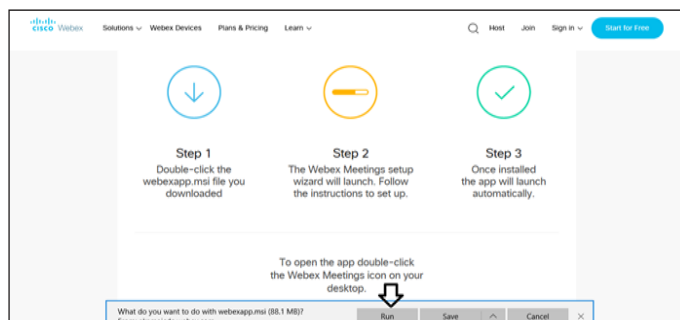 CISCO Webex Solutions Webex Devices Plans & Pricing Learn Host Join Sign in Start for Free
Step 1
Double-click the
webexapp.msi file you
downloaded
Step 2
The Webex Meetings setup
wizard will launch. Follow
the instructions to set up.
Step 3
Once installed
the app will launch
automatically.
To open the app double-click
the Webex Meetings icon on your
desktop.
What do you want to do with webexapp.msi (88.1 MB)?
Run Save Cancel